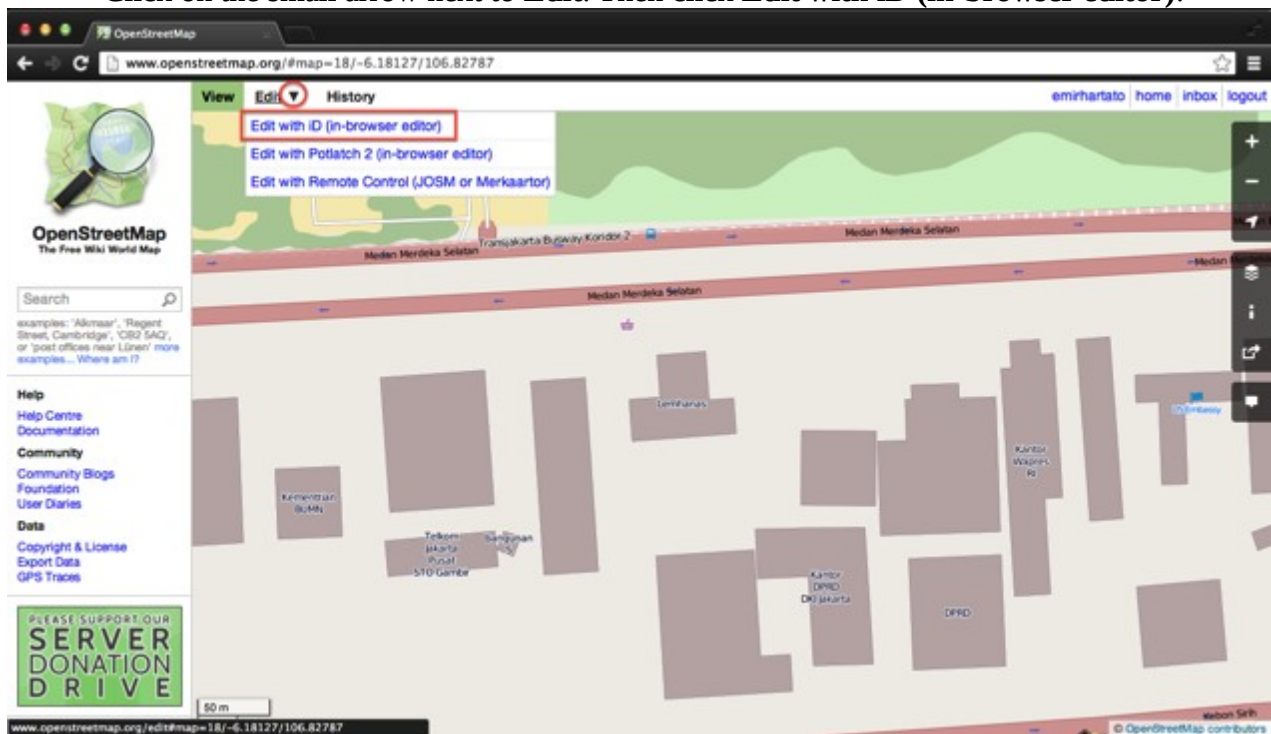 Click on the small arrow next to Edit. Then click Edit with iD (in-browser editor).
OpenStreetMap
www.openstreetmap.org/#map=18/-6.18127/106.82787
View Edit ▼ History
emirhartato home inbox logout
Edit with iD (in-browser editor)
Edit with Potlatch 2 (in-browser editor)
Edit with Remote Control (JOSM or Merkaartor)
OpenStreetMap
The Free Wiki World Map
Search
examples: 'Alkmaar', 'Regent
Street, Cambridge', 'CB2 5AQ',
or 'post offices near Lünen' more
examples... Where am I?
Help
Help Centre
Documentation
Community
Community Blogs
Foundation
User Diaries
Data
Copyright & License
Export Data
GPS Traces
PLEASE SUPPORT OUR
SERVER
DONATION
DRIVE
Transjakarta Busway Koridor 2
Medan Merdeka Selatan
Medan Merdeka Selatan
Medan
Medan Merdeka Selatan
Lemhanas
US Embassy
Kantor
Wapres
RI
Kementrian
BUMN
Telkom
Jakarta
Pusat
STO Gambir
bangunan
Kantor
DPRD
DKI Jakarta
DPRD
50 m
Kebon Sirih
www.openstreetmap.org/edit#map=18/-6.18127/106.82787
© OpenStreetMap contributors